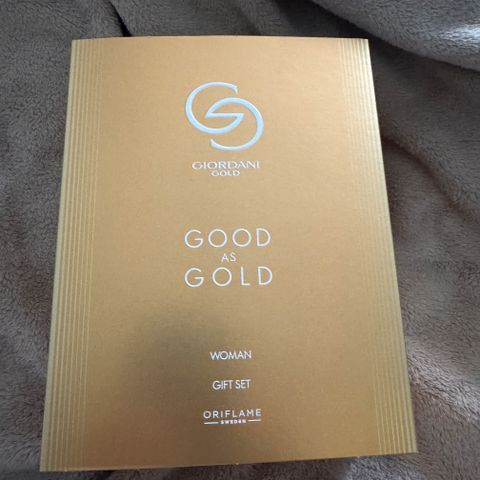 GIORDANI
GOLD
GOOD
AS
GOLD
WOMAN
GIFT SET
ORIFLAME
SWEDEN